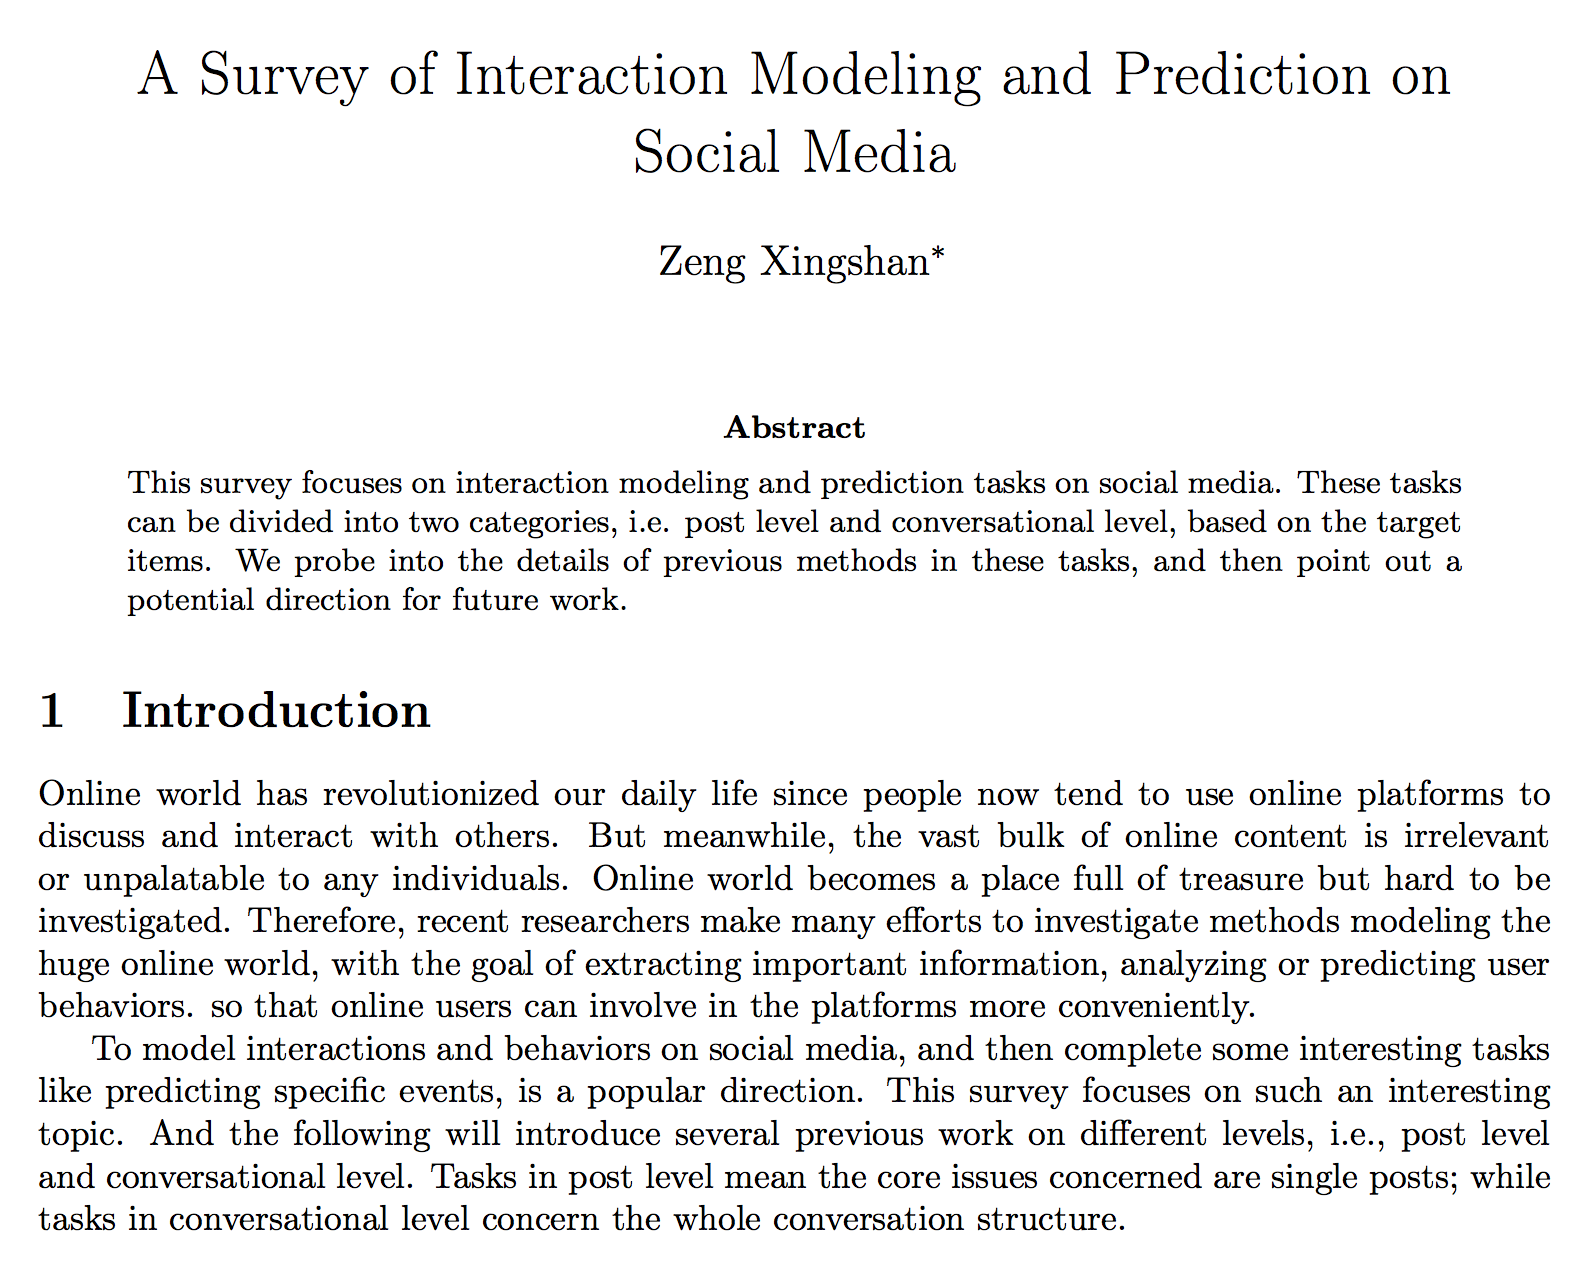 A Survey of Interaction Modeling and Prediction on
Social Media
Zeng Xingshan*
Abstract
This survey focuses on interaction modeling and prediction tasks on social media. These tasks
can be divided into two categories, i.e. post level and conversational level, based on the target
items. We probe into the details of previous methods in these tasks, and then point out a
potential direction for future work.
1 Introduction
Online world has revolutionized our daily life since people now tend to use online platforms to
discuss and interact with others. But meanwhile, the vast bulk of online content is irrelevant
or unpalatable to any individuals. Online world becomes a place full of treasure but hard to be
investigated. Therefore, recent researchers make many efforts to investigate methods modeling the
huge online world, with the goal of extracting important information, analyzing or predicting user
behaviors. so that online users can involve in the platforms more conveniently.
To model interactions and behaviors on social media, and then complete some interesting tasks
like predicting specific events, is a popular direction. This survey focuses on such an interesting
topic. And the following will introduce several previous work on different levels, i.e., post level
and conversational level. Tasks in post level mean the core issues concerned are single posts; while
tasks in conversational level concern the whole conversation structure.